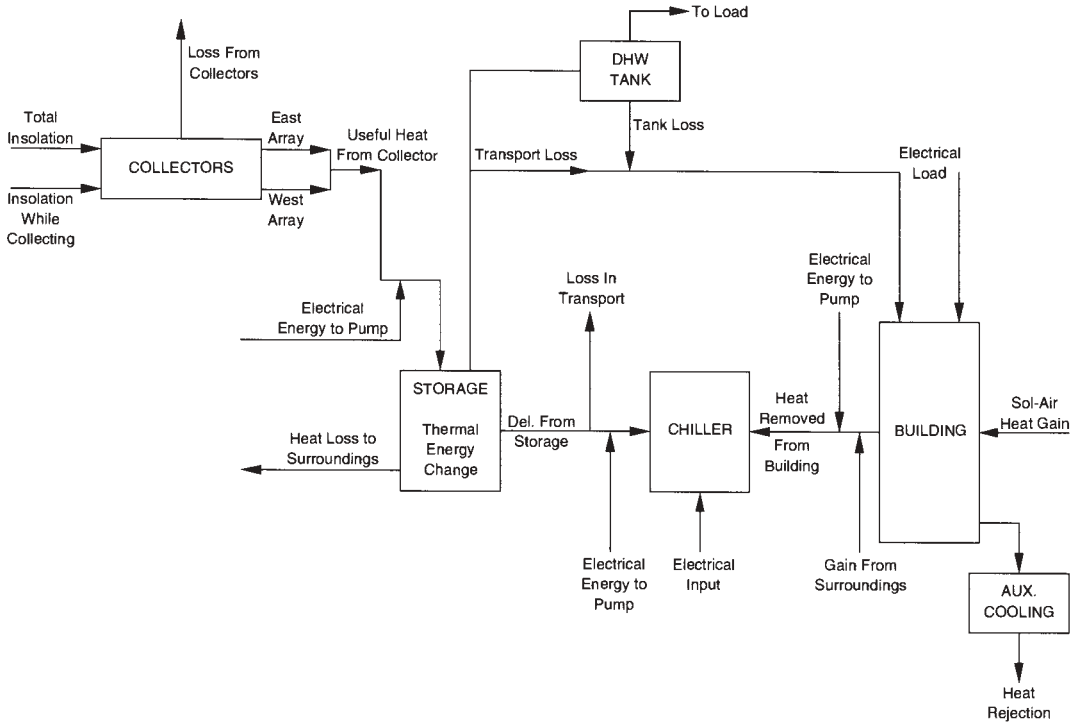 To Load
DHW
TANK
Loss From
Collectors
Tank Loss
Total
Insolation
COLLECTORS
East
Array
West
Array
Useful Heat
From Collector
Transport Loss
Electrical
Load
Insolation
While
Collecting
Electrical
Energy to Pump
Loss In
Transport
Electrical
Energy to
Pump
STORAGE
Thermal
Energy
Change
Heat Loss to
Surroundings
Del. From
Storage
CHILLER
Heat
Removed
From
Building
BUILDING
Sol-Air
Heat Gain
Electrical
Energy to
Pump
Electrical
Input
Gain From
Surroundings
AUX.
COOLING
Heat
Rejection